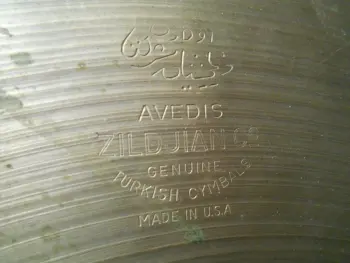 AVEDIS
ZILDJIAN CO.
GENUINE
TURKISH CYMBALS
MADE IN U.S.A.